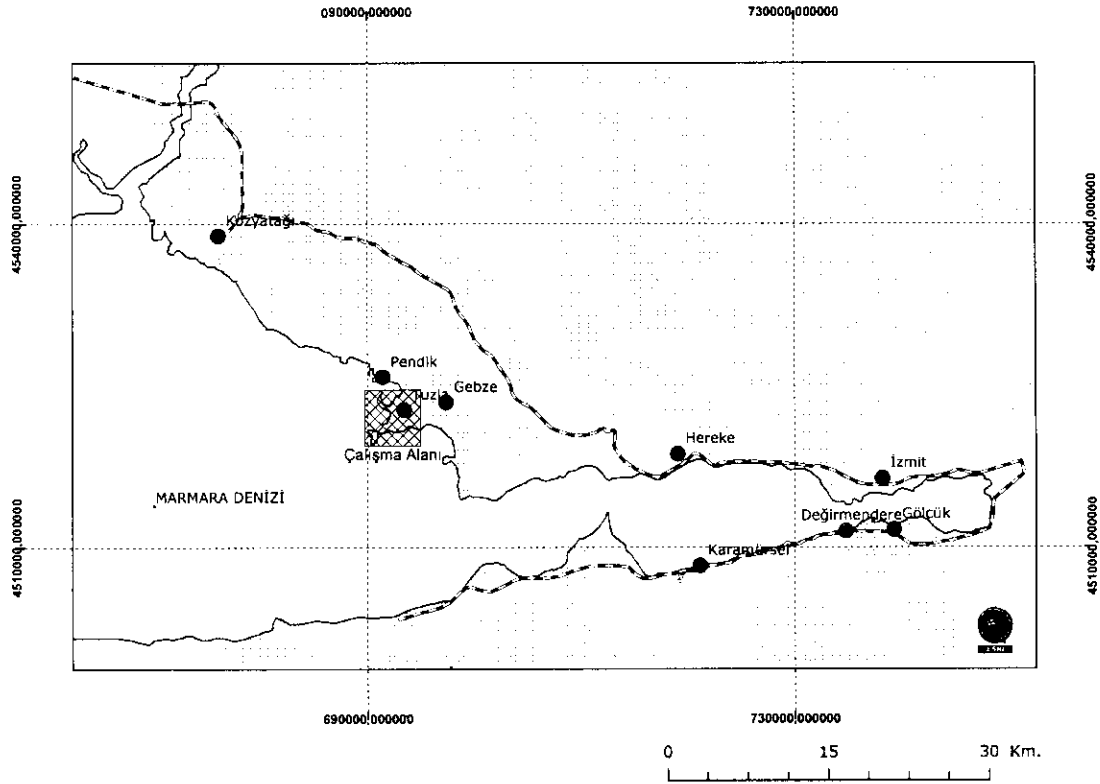 090000,000000
730000,000000
4540000,000000
4540000,000000
Kozyatağı
Pendik
Tuzla
Gebze
Çalışma Alanı
Hereke
İzmit
MARMARA DENİZİ
Değirmendere
Gölcük
Karamürsel
4510000,000000
4510000,000000
690000,000000
730000,000000
0 15 30 Km.